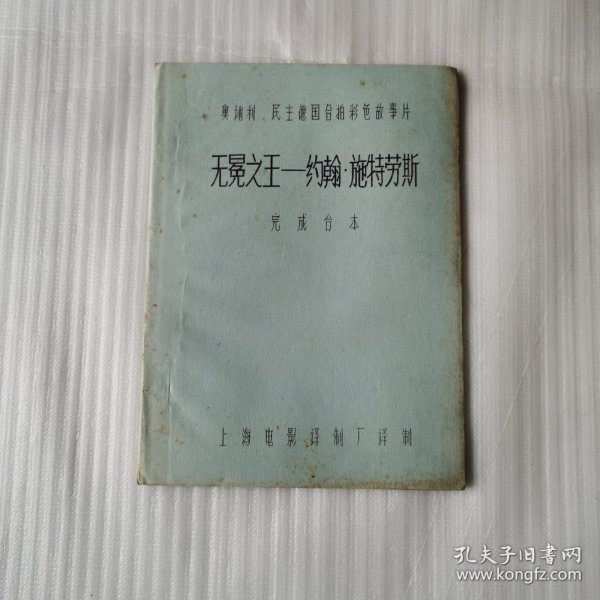 奥地利、民主德国合拍彩色故事片
无冕之王—约翰·施特劳斯
完成台本
上海电影译制厂译制
孔夫子旧书网
www.kongfz.com